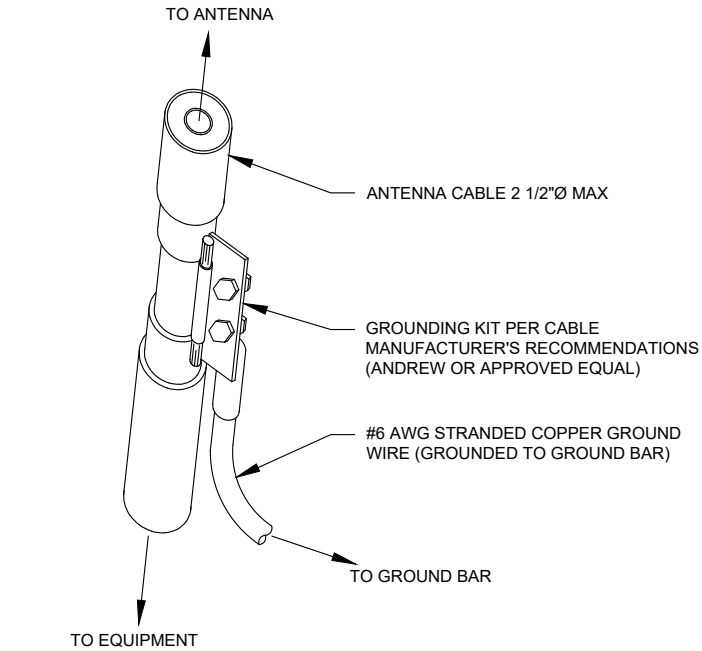 TO ANTENNA
ANTENNA CABLE 2 1/2"Ø MAX
GROUNDING KIT PER CABLE
MANUFACTURER'S RECOMMENDATIONS
(ANDREW OR APPROVED EQUAL)
#6 AWG STRANDED COPPER GROUND
WIRE (GROUNDED TO GROUND BAR)
TO GROUND BAR
TO EQUIPMENT